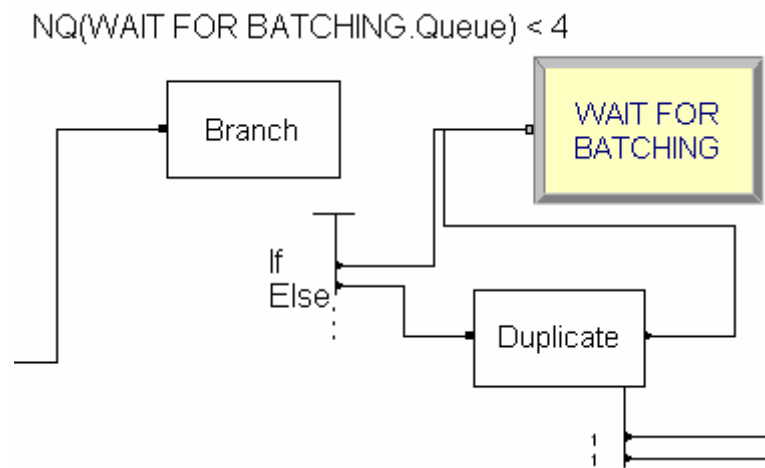 NQ(WAIT FOR BATCHING.Queue) < 4
WAIT FOR
BATCHING
Branch
If
Else
Duplicate
1
1